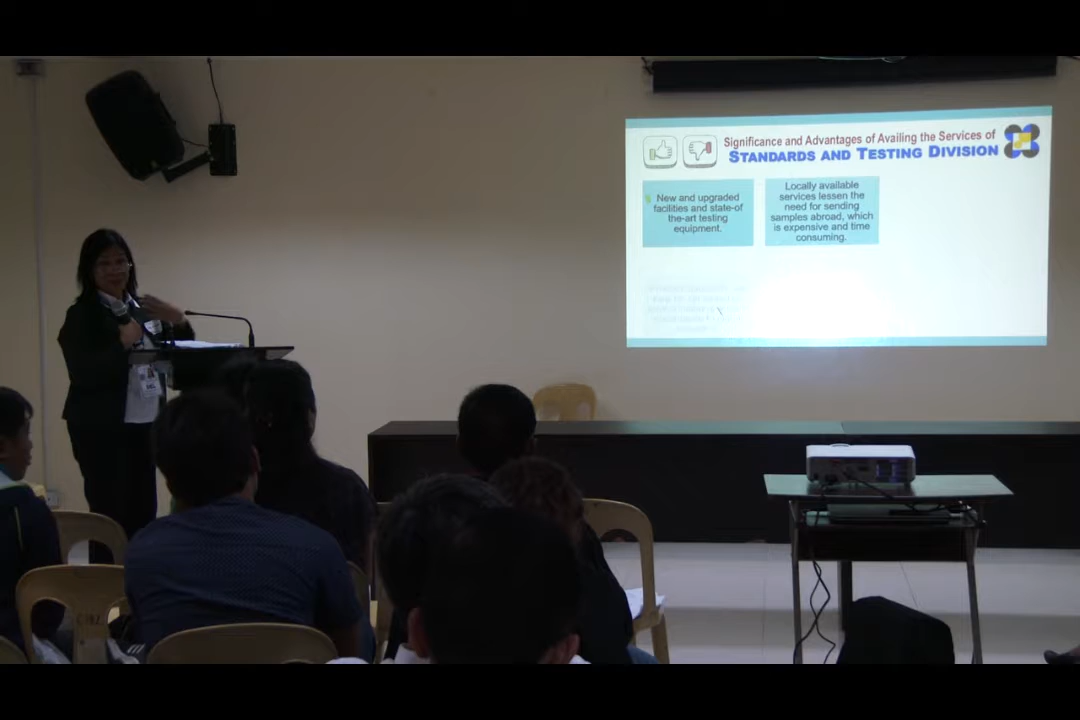 Significance and Advantages of Availing the Services of
STANDARDS AND TESTING DIVISION
New and upgraded
facilities and state-of
the-art testing
equipment.
Locally available
services lessen the
need for sending
samples abroad, which
is expensive and time
consuming.